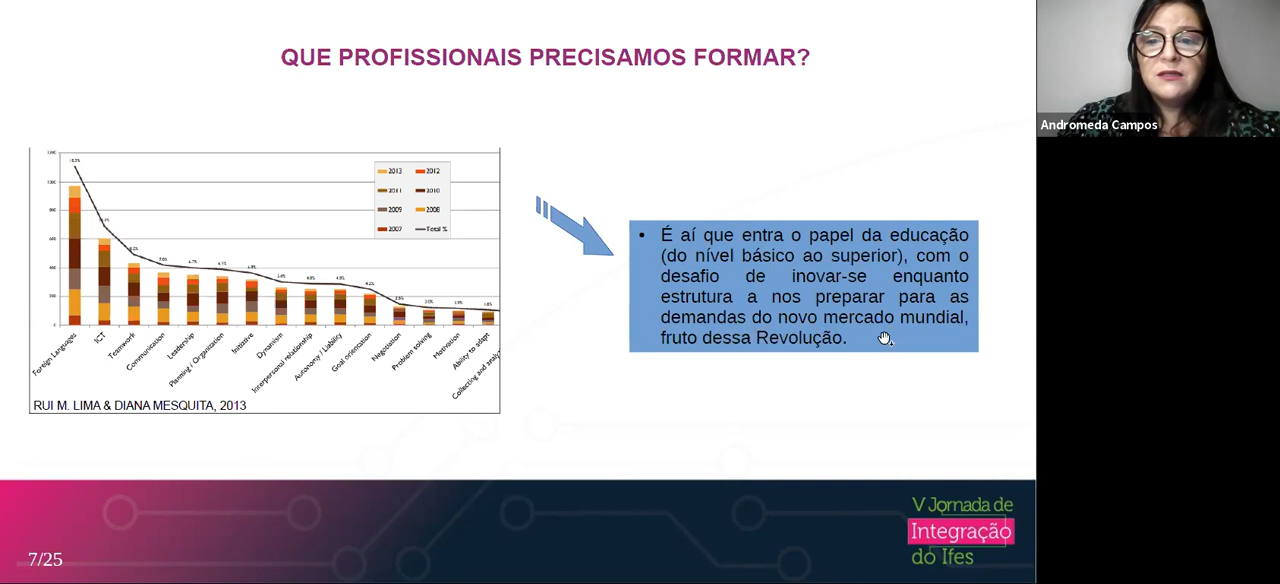 QUE PROFISSIONAIS PRECISAMOS FORMAR?
Andromeda Campos
2013
2012
2011
2010
2009
2008
2007
Total %
Foreign Languages
ICT
Teamwork
Communication
Leadership
Planning / Organization
Initiative
Dynamism
Interpersonal relationship
Autonomy / Liability
Goal orientation
Negotiation
Problem solving
Motivation
Ability to adapt
Collecting and
RUI M. LIMA & DIANA MESQUITA, 2013
• É aí que entra o papel da educação
(do nível básico ao superior), com o
desafio de inovar-se enquanto
estrutura a nos preparar para as
demandas do novo mercado mundial,
fruto dessa Revolução.
V Jornada de
Integração
do Ifes
7/25